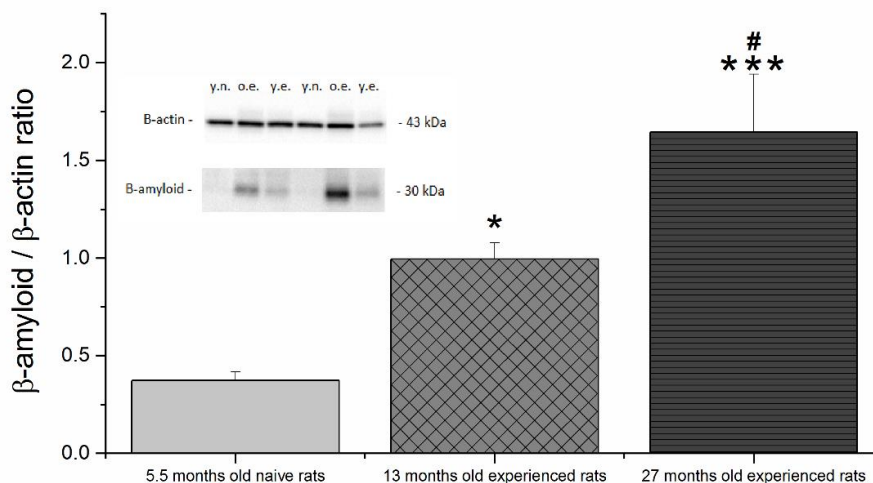 β-amyloid / β-actin ratio
2.0
1.5
1.0
0.5
0.0
y.n. o.e. y.e. y.n. o.e. y.e.
B-actin - - 43 kDa
B-amyloid - - 30 kDa
*
#
***
5.5 months old naive rats 13 months old experienced rats 27 months old experienced rats